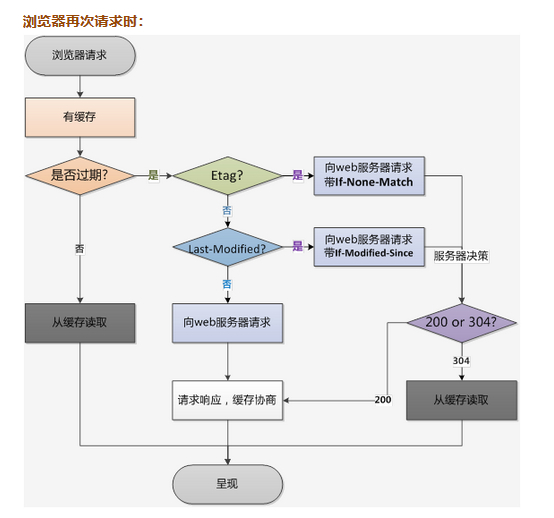 浏览器再次请求时：
浏览器请求
有缓存
是否过期？
是
Etag？
是
向web服务器请求
带If-None-Match
否
否
Last-Modified？
是
向web服务器请求
带If-Modified-Since
服务器决策
否
从缓存读取
向web服务器请求
200 or 304？
304
200
请求响应，缓存协商
从缓存读取
呈现